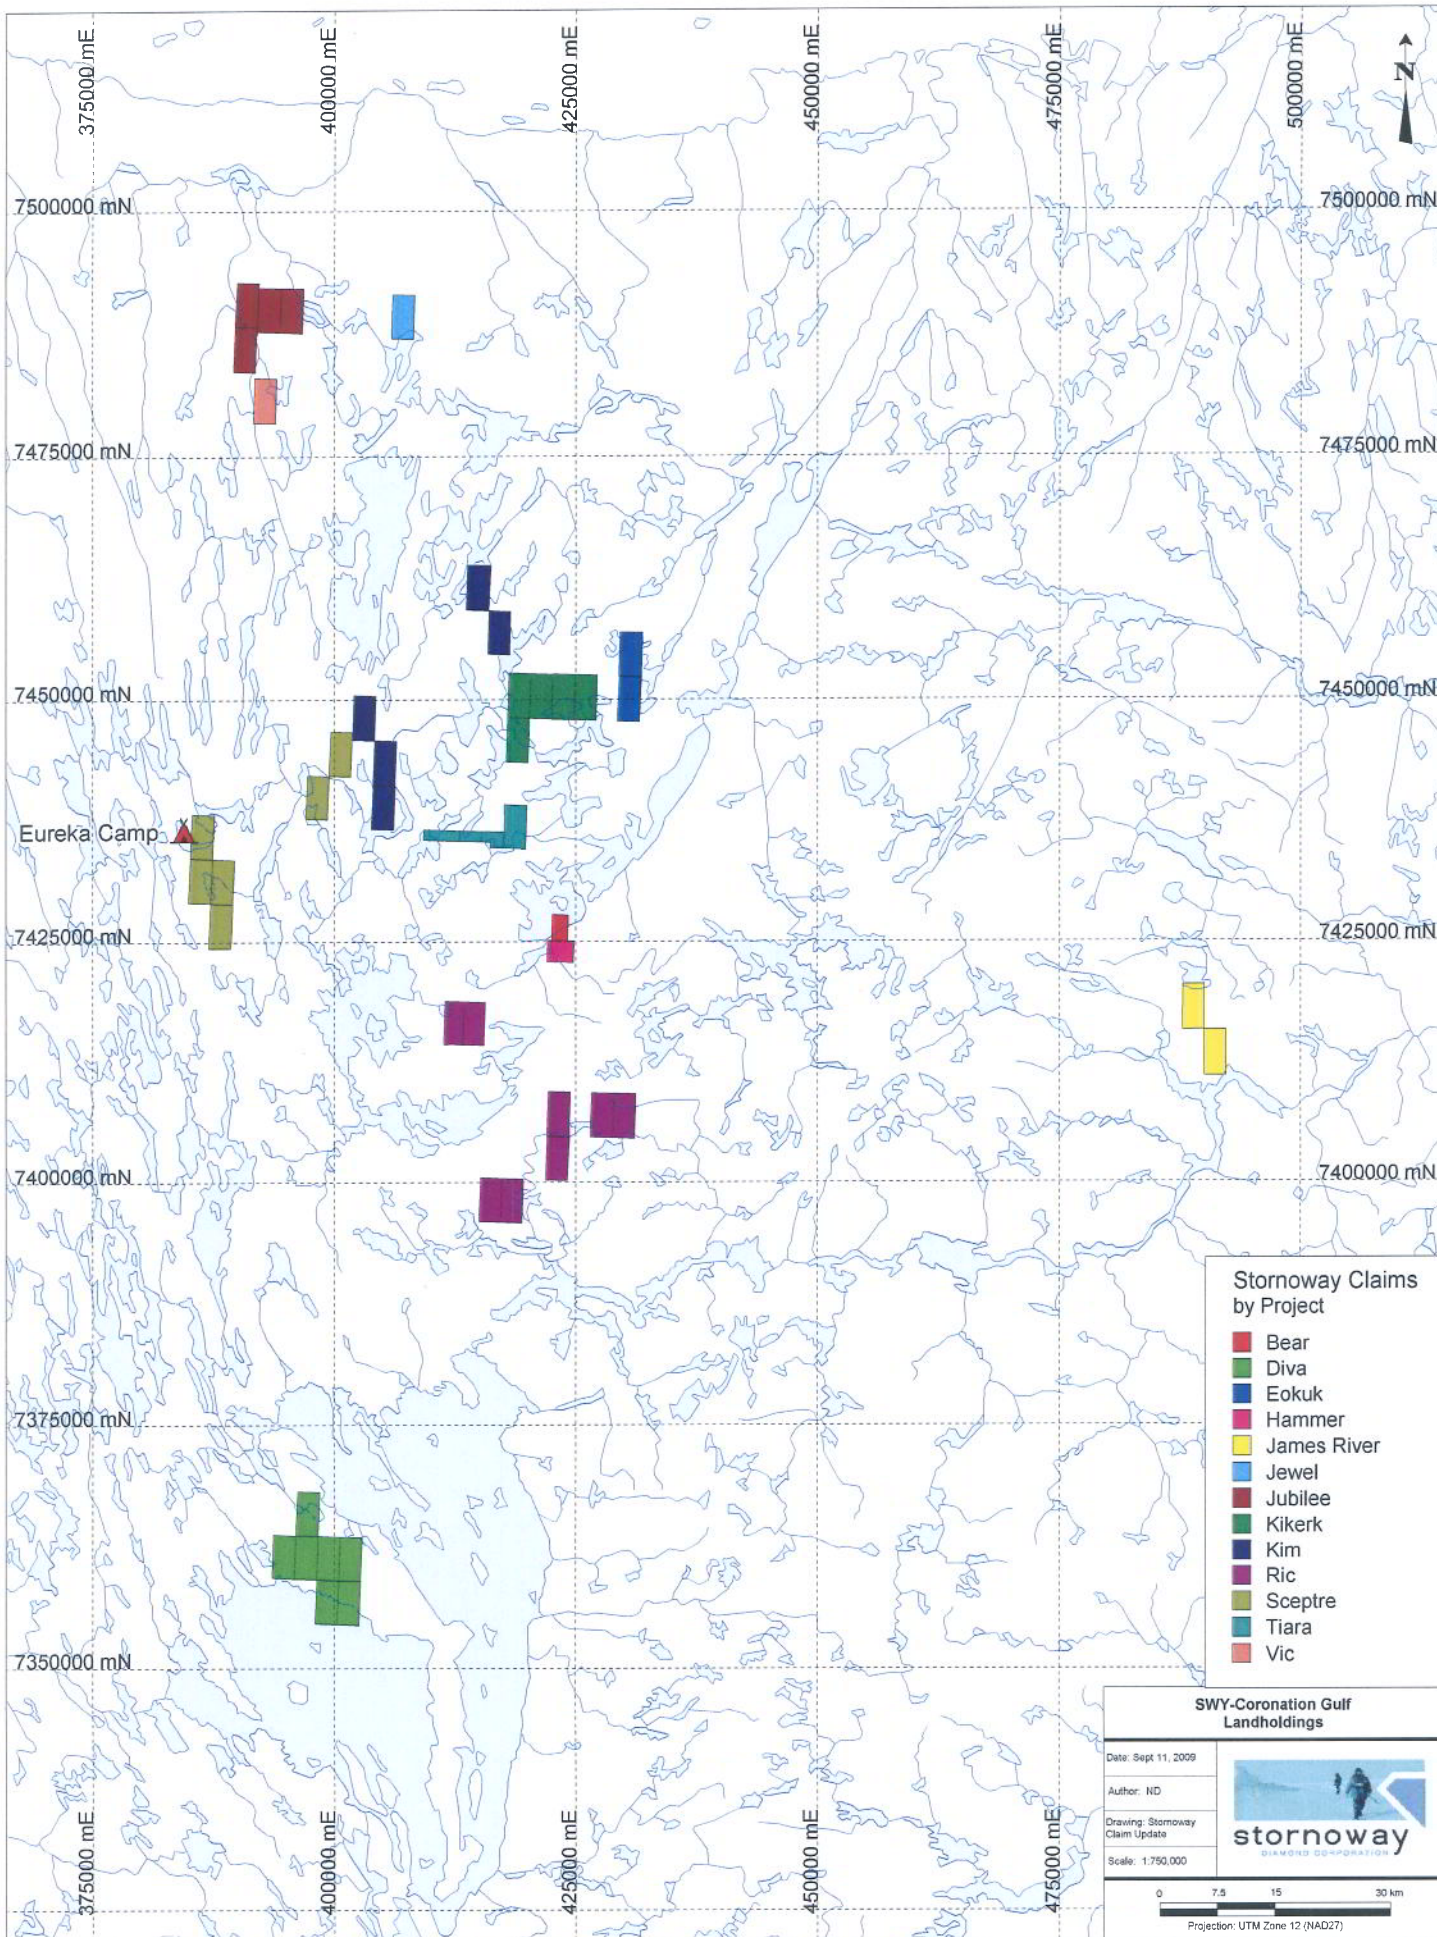 375000 mE
400000 mE
425000 mE
450000 mE
475000 mE
500000 mE
N
7500000 mN
7500000 mN
7475000 mN
7475000 mN
7450000 mN
7450000 mN
Eureka Camp
7425000 mN
7425000 mN
7400000 mN
7400000 mN
7375000 mN
7350000 mN
Stornoway Claims
by Project
Bear
Diva
Eokuk
Hammer
James River
Jewel
Jubilee
Kikerk
Kim
Ric
Sceptre
Tiara
Vic
375000 mE
400000 mE
425000 mE
450000 mE
475000 mE
SWY-Coronation Gulf
Landholdings
Date: Sept 11, 2009
Author: ND
Drawing: Stornoway
Claim Update
Scale: 1:750,000
stornoway
DIAMOND CORPORATION
0 7.5 15 30 km
Projection: UTM Zone 12 (NAD27)